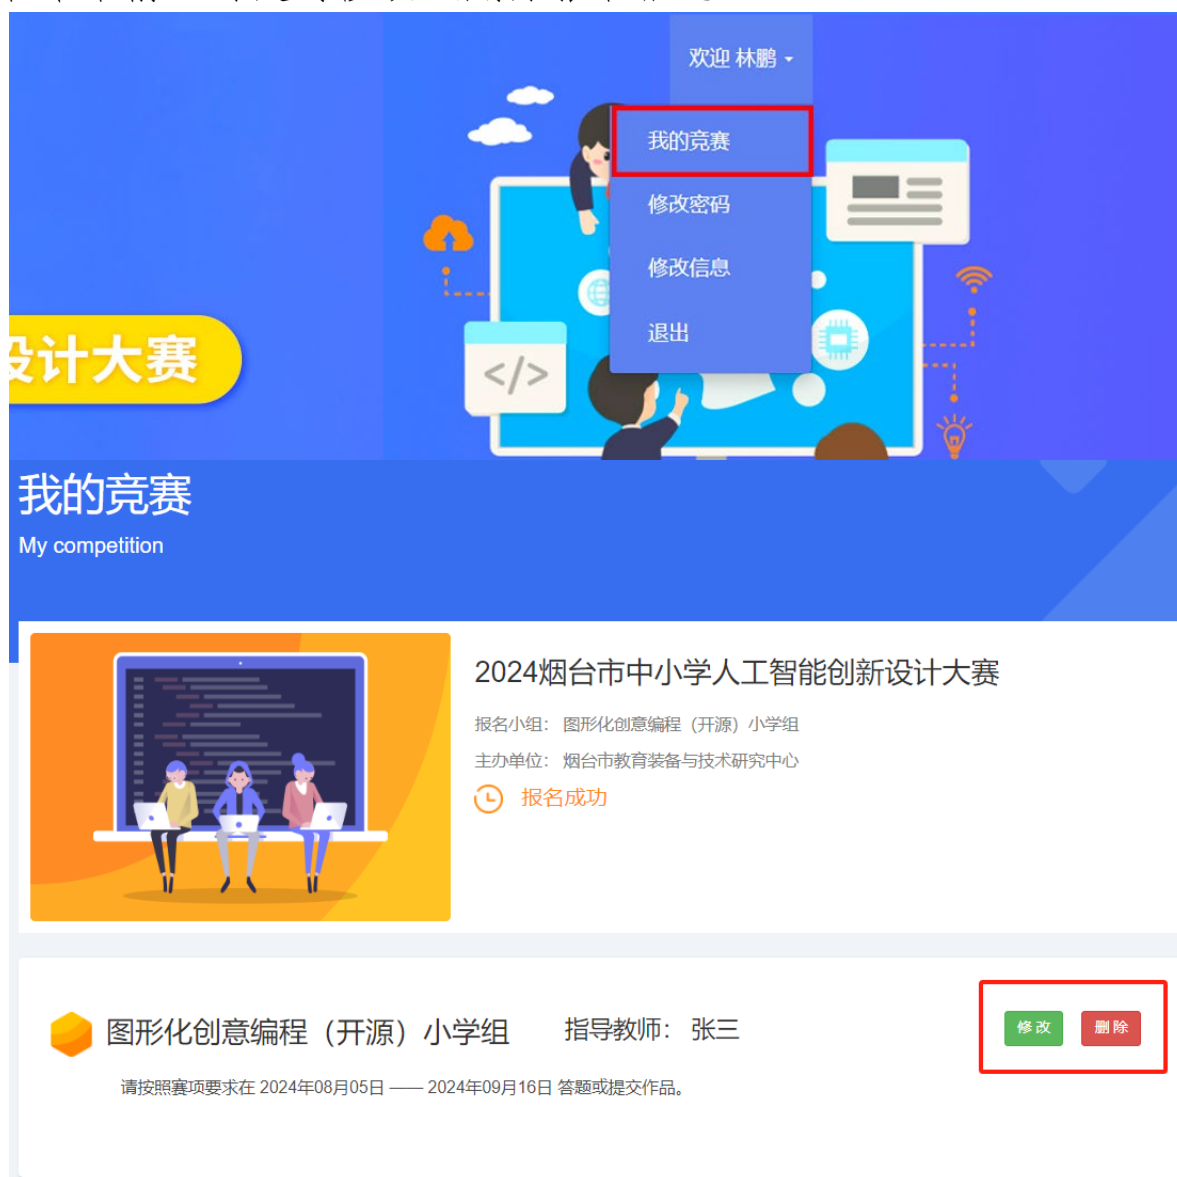 欢迎 林鹏
我的竞赛
修改密码
修改信息
退出
设计大赛
</>
我的竞赛
My competition
2024烟台市中小学人工智能创新设计大赛
报名小组： 图形化创意编程（开源）小学组
主办单位： 烟台市教育装备与技术研究中心
报名成功
图形化创意编程（开源）小学组 指导教师： 张三
修 改 删 除
请按照赛项要求在 2024年08月05日 —— 2024年09月16日 答题或提交作品。